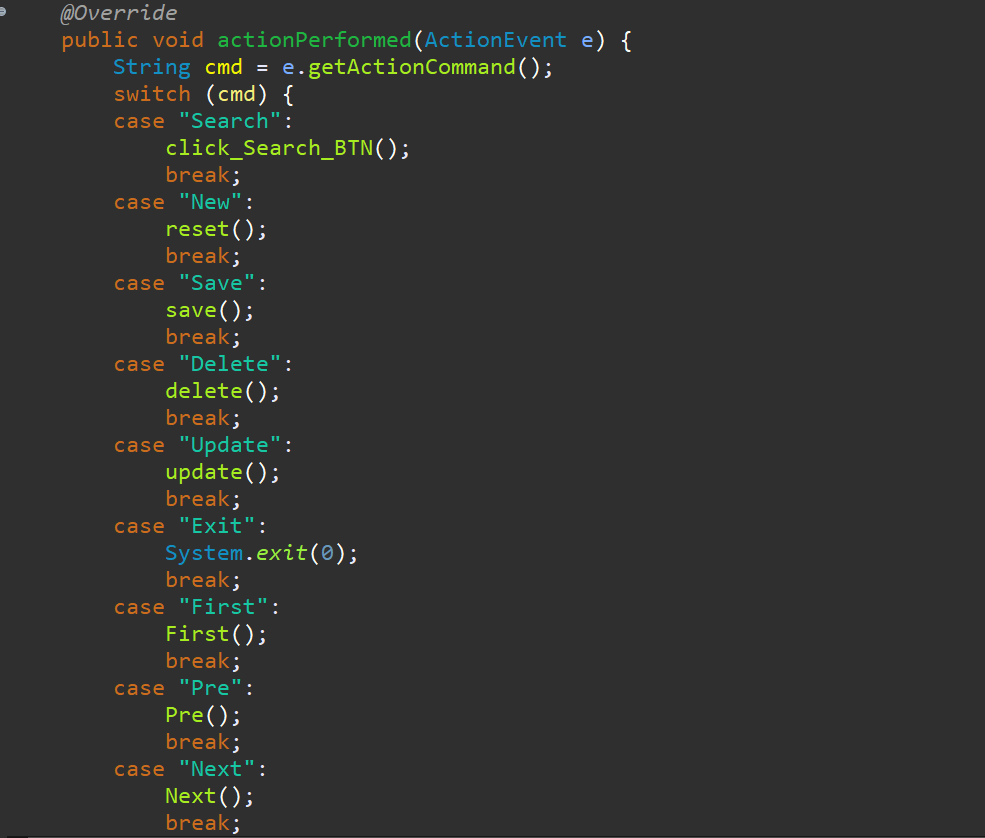 @Override
public void actionPerformed(ActionEvent e) {
String cmd = e.getActionCommand();
switch (cmd) {
case "Search":
click_Search_BTN();
break;
case "New":
reset();
break;
case "Save":
save();
break;
case "Delete":
delete();
break;
case "Update":
update();
break;
case "Exit":
System.exit(0);
break;
case "First":
First();
break;
case "Pre":
Pre();
break;
case "Next":
Next();
break;